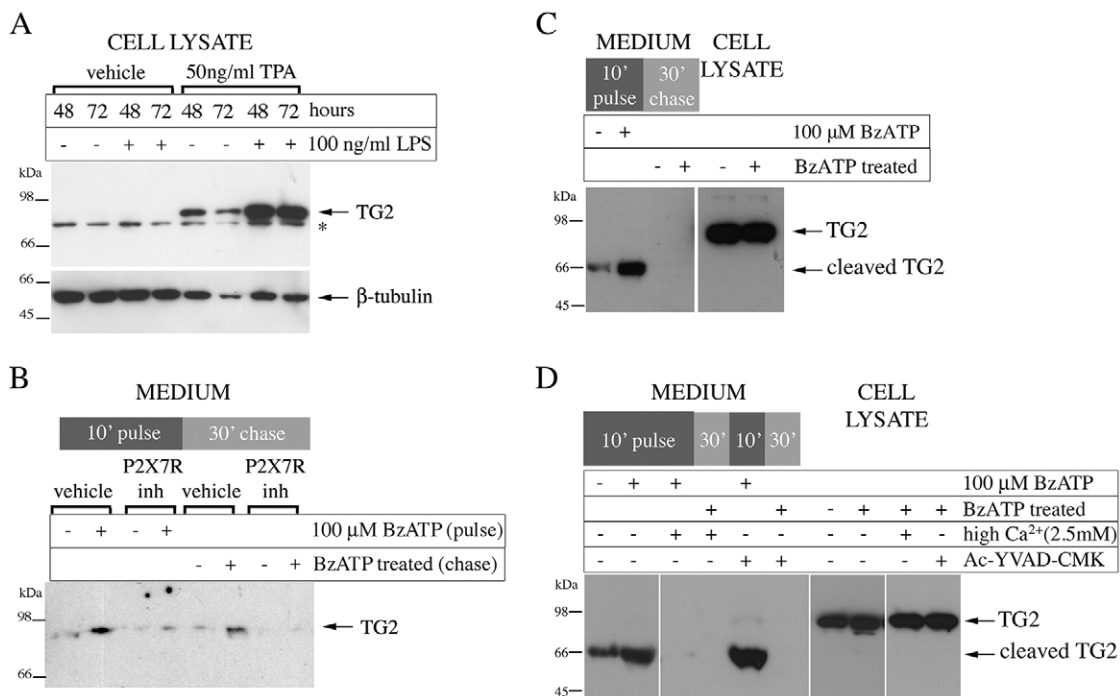 A
CELL LYSATE
vehicle 50ng/ml TPA
48 72 48 72 48 72 48 72 hours
- - + + - - + + 100 ng/ml LPS
kDa
98
TG2
*
66
66
β-tubulin
45
B
MEDIUM
10’ pulse 30’ chase
P2X7R P2X7R
vehicle inh vehicle inh
- + - + 100 μM BzATP (pulse)
- + - + BzATP treated (chase)
kDa
98
TG2
66
C
MEDIUM CELL
LYSATE
10’ 30’
pulse chase
- + 100 μM BzATP
- + - + BzATP treated
kDa
98
TG2
66
cleaved TG2
45
D
MEDIUM CELL
LYSATE
10’ pulse 30’ 10’ 30’
- + + + 100 μM BzATP
+ + - + + + BzATP treated
- - + + - - + - high Ca²⁺(2.5mM)
- - - - + + - - - + Ac-YVAD-CMK
kDa
98
TG2
66
cleaved TG2
45